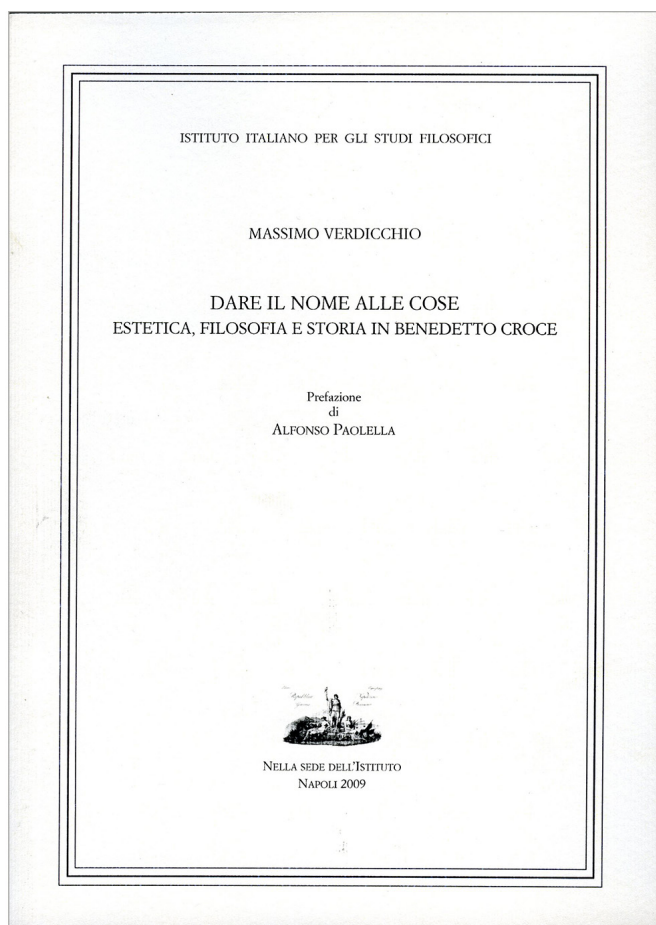 ISTITUTO ITALIANO PER GLI STUDI FILOSOFICI
MASSIMO VERDICCHIO
DARE IL NOME ALLE COSE
ESTETICA, FILOSOFIA E STORIA IN BENEDETTO CROCE
Prefazione
di
ALFONSO PAOLELLA
NELLA SEDE DELL'ISTITUTO
NAPOLI 2009